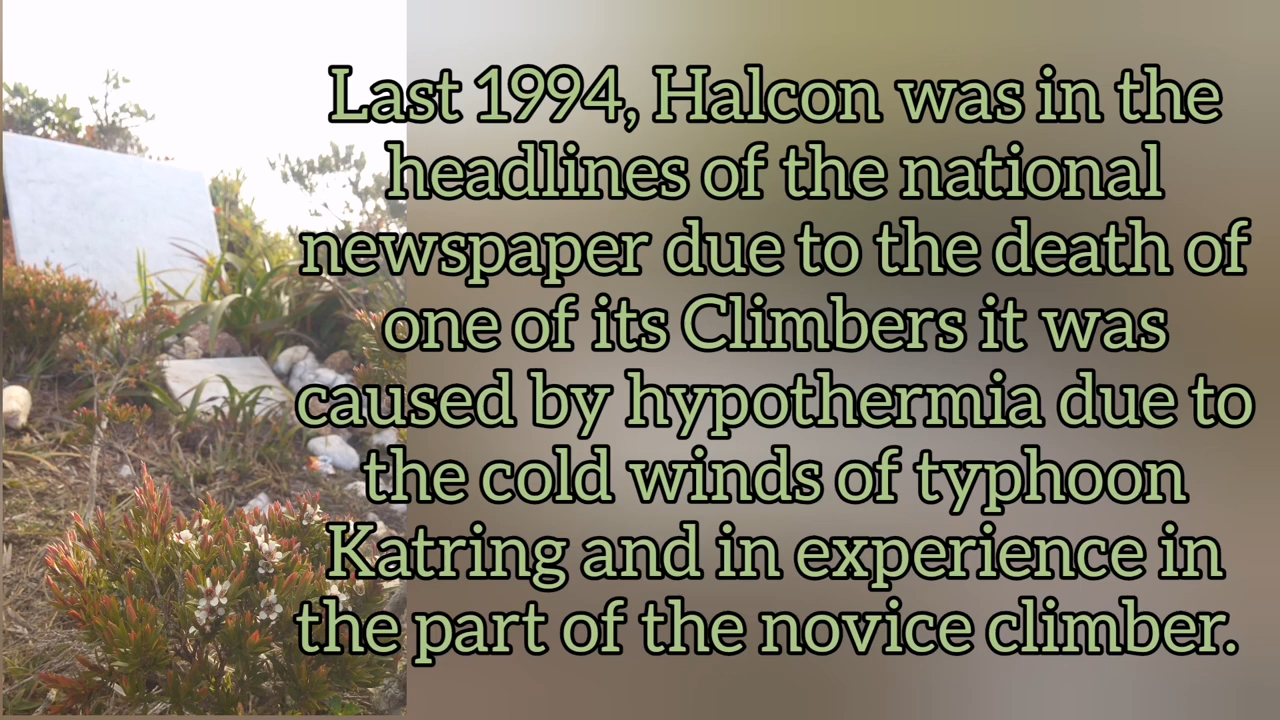 Last 1994, Halcon was in the
headlines of the national
newspaper due to the death of
one of its Climbers it was
caused by hypothermia due to
the cold winds of typhoon
Katring and in experience in
the part of the novice climber.